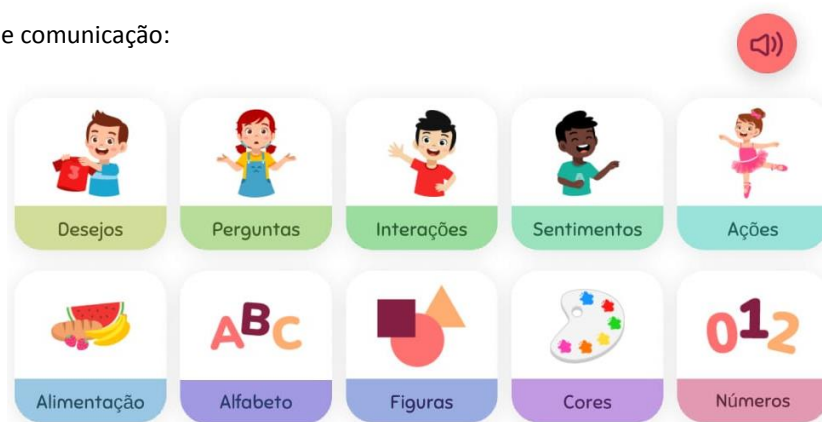 e comunicação:
Desejos Perguntas Interações Sentimentos Ações
ABC 012
Alimentação Alfabeto Figuras Cores Números